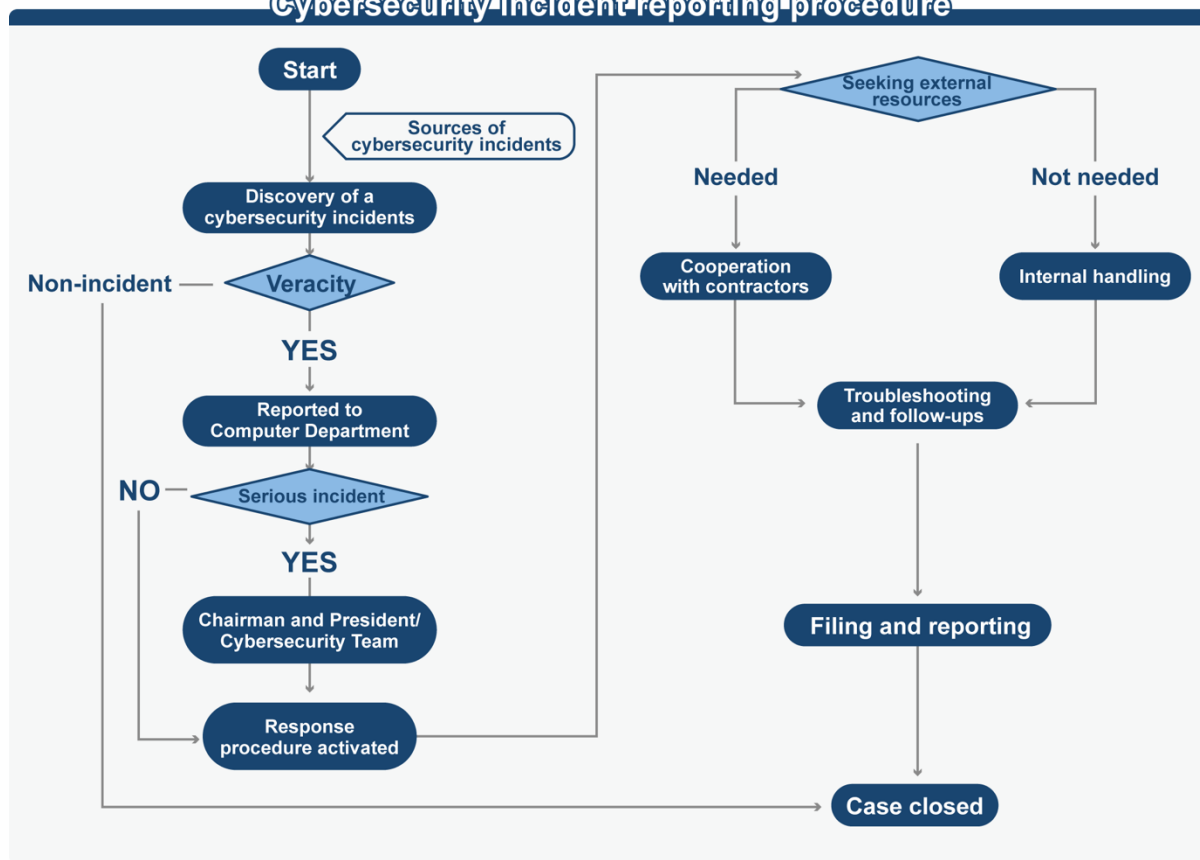 Cybersecurity incident reporting procedure
Start
Sources of
cybersecurity incidents
Discovery of a
cybersecurity incidents
Non-incident
Veracity
YES
Reported to
Computer Department
NO
Serious incident
YES
Chairman and President/
Cybersecurity Team
Response
procedure activated
Seeking external
resources
Needed
Not needed
Cooperation
with contractors
Internal handling
Troubleshooting
and follow-ups
Filing and reporting
Case closed